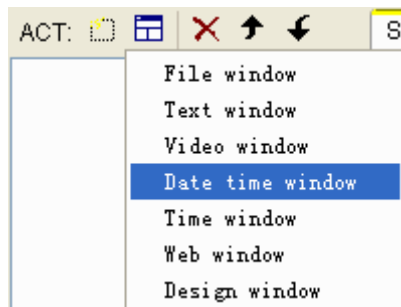 ACT: S
File window
Text window
Video window
Date time window
Time window
Web window
Design window